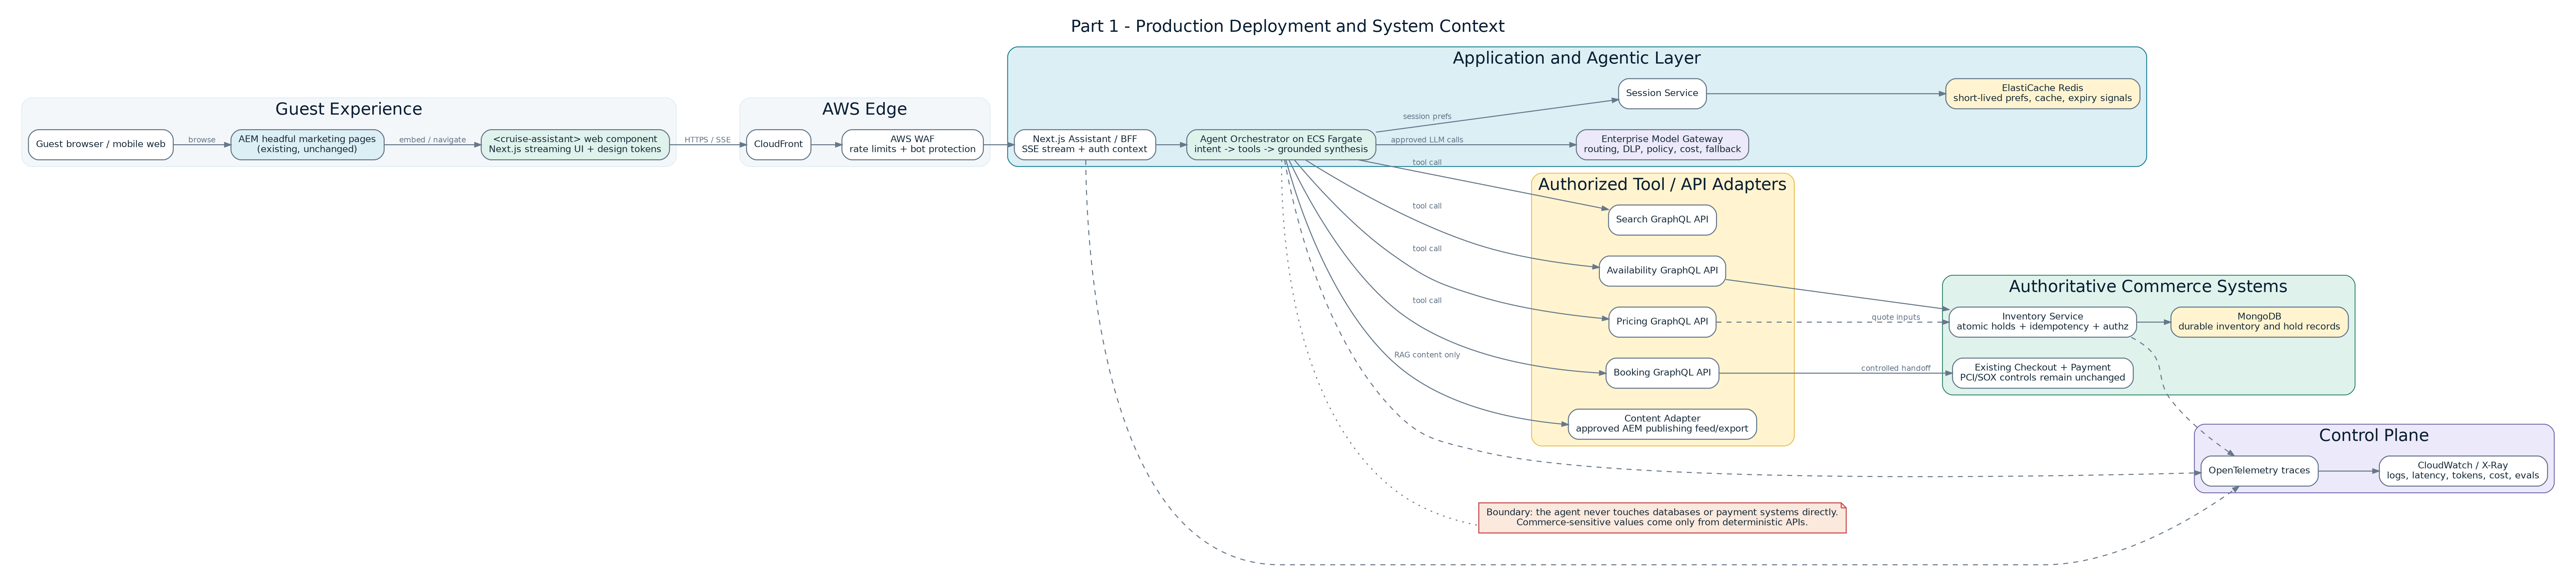 Part 1 - Production Deployment and System Context
Guest Experience
Guest browser / mobile web
browse
AEM headful marketing pages
(existing, unchanged)
embed / navigate
<cruise-assistant> web component
Next.js streaming UI + design tokens
HTTPS / SSE
AWS Edge
CloudFront
AWS WAF
rate limits + bot protection
Application and Agentic Layer
Next.js Assistant / BFF
SSE stream + auth context
Agent Orchestrator on ECS Fargate
intent -> tools -> grounded synthesis
session prefs
approved LLM calls
tool call
Session Service
ElastiCache Redis
short-lived prefs, cache, expiry signals
Enterprise Model Gateway
routing, DLP, policy, cost, fallback
Authorized Tool / API Adapters
Search GraphQL API
tool call
Availability GraphQL API
tool call
Pricing GraphQL API
tool call
Booking GraphQL API
RAG content only
Content Adapter
approved AEM publishing feed/export
quote inputs
controlled handoff
Authoritative Commerce Systems
Inventory Service
atomic holds + idempotency + authz
MongoDB
durable inventory and hold records
Existing Checkout + Payment
PCI/SOX controls remain unchanged
Control Plane
OpenTelemetry traces
CloudWatch / X-Ray
logs, latency, tokens, cost, evals
Boundary: the agent never touches databases or payment systems directly.
Commerce-sensitive values come only from deterministic APIs.